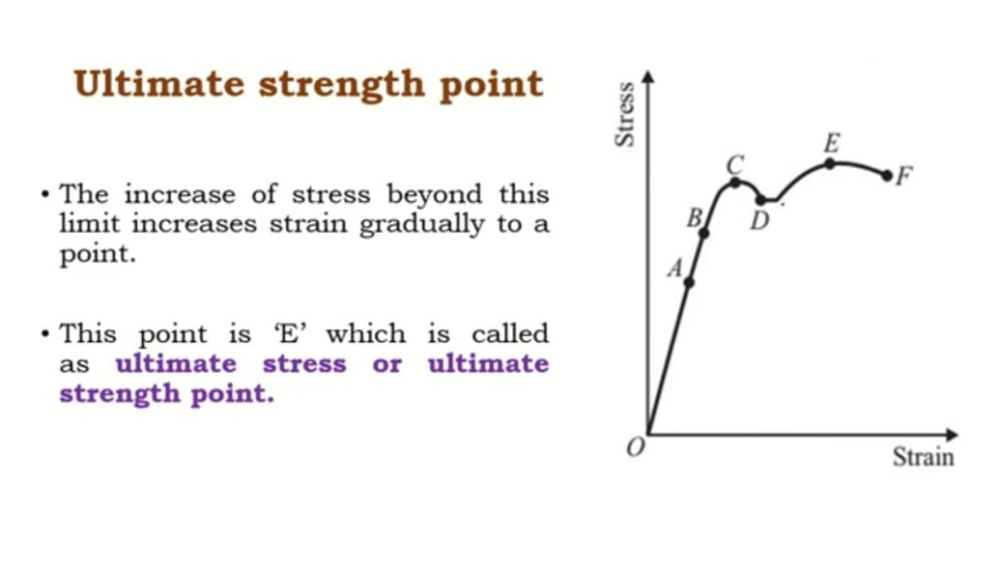 Ultimate strength point
• The increase of stress beyond this
limit increases strain gradually to a
point.
• This point is ‘E’ which is called
as ultimate stress or ultimate
strength point.
Stress
E
C
F
B
D
A
O
Strain